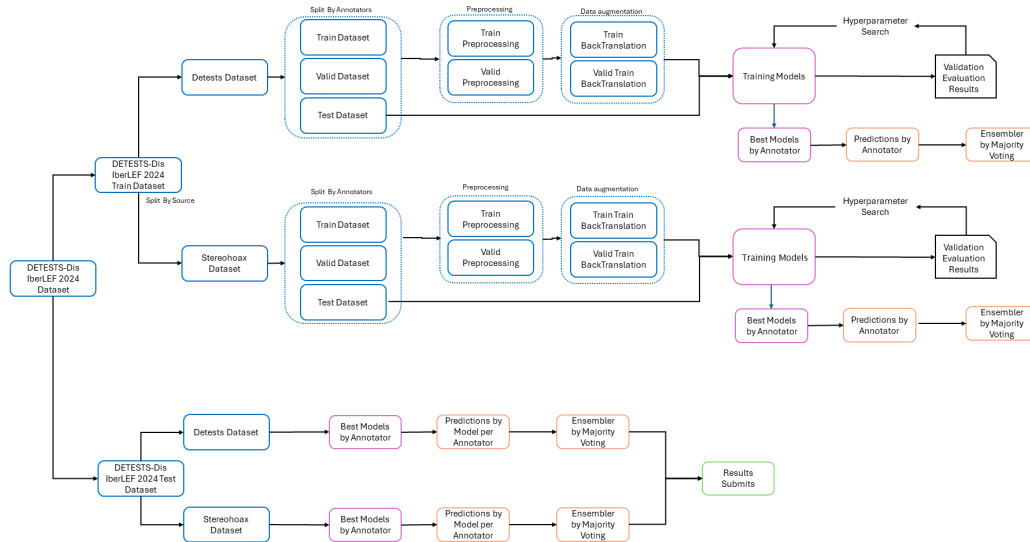 Split By Annotators
Preprocessing
Data augmentation
Train Dataset
Valid Dataset
Test Dataset
Train
Preprocessing
Valid
Preprocessing
Train
BackTranslation
Valid Train
BackTranslation
Hyperparameter
Search
Detests Dataset
Training Models
Validation
Evaluation
Results
Best Models
by Annotator
Predictions by
Annotator
Ensembler
by Majority
Voting
DETESTS-Dis
IberLEF 2024
Train Dataset
Split By Source
Split By Annotators
Preprocessing
Data augmentation
Train Dataset
Valid Dataset
Test Dataset
Train
Preprocessing
Valid
Preprocessing
Train Train
BackTranslation
Valid Train
BackTranslation
Hyperparameter
Search
Stereohoax
Dataset
Training Models
Validation
Evaluation
Results
Best Models
by Annotator
Predictions by
Annotator
Ensembler
by Majority
Voting
DETESTS-Dis
IberLEF 2024
Dataset
Detests Dataset
Best Models
by Annotator
Predictions by
Model per
Annotator
Ensembler
by Majority
Voting
DETESTS-Dis
IberLEF 2024 Test
Dataset
Results
Submits
Stereohoax
Dataset
Best Models
by Annotator
Predictions by
Model per
Annotator
Ensembler
by Majority
Voting